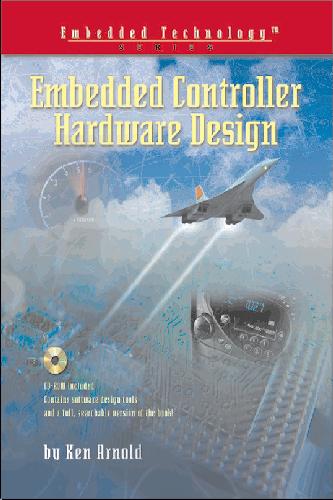 Embedded Technology™
SERIES
Embedded Controller
Hardware Design
CD-ROM included
Contains software design tools
and a full, searchable version of the book!
by Ken Arnold